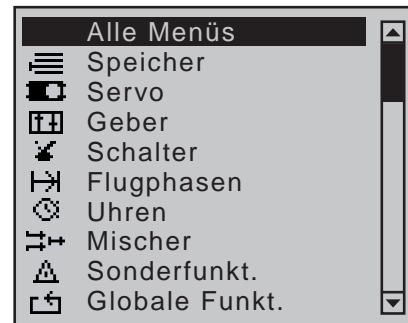 Alle Menüs
Speicher
Servo
Geber
Schalter
Flugphasen
Uhren
Mischer
Sonderfunkt.
Globale Funkt.